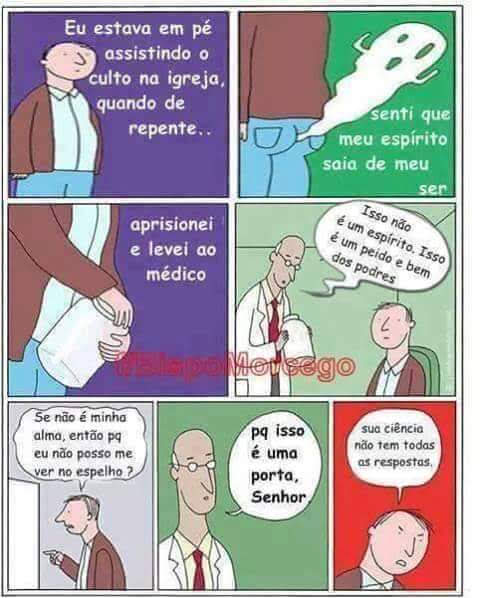 Eu estava em pé
assistindo o
culto na igreja,
quando de
repente..
senti que
meu espírito
saia de meu
ser
aprisionei
e levei ao
médico
Isso não
é um espírito. Isso
é um peido e bem
dos podres
#BispoMorcego
Se não é minha
alma, então pq
eu não posso me
ver no espelho ?
pq isso
é uma
porta,
Senhor
sua ciência
não tem todas
as respostas.